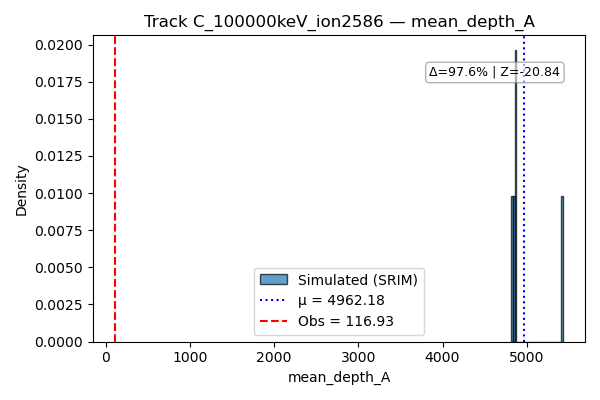 Track C_100000keV_ion2586 — mean_depth_A
0.0200
0.0175
0.0150
0.0125
0.0100
0.0075
0.0050
0.0025
0.0000
Density
Δ=97.6% | Z=-20.84
Simulated (SRIM)
μ = 4962.18
Obs = 116.93
0 1000 2000 3000 4000 5000
mean_depth_A